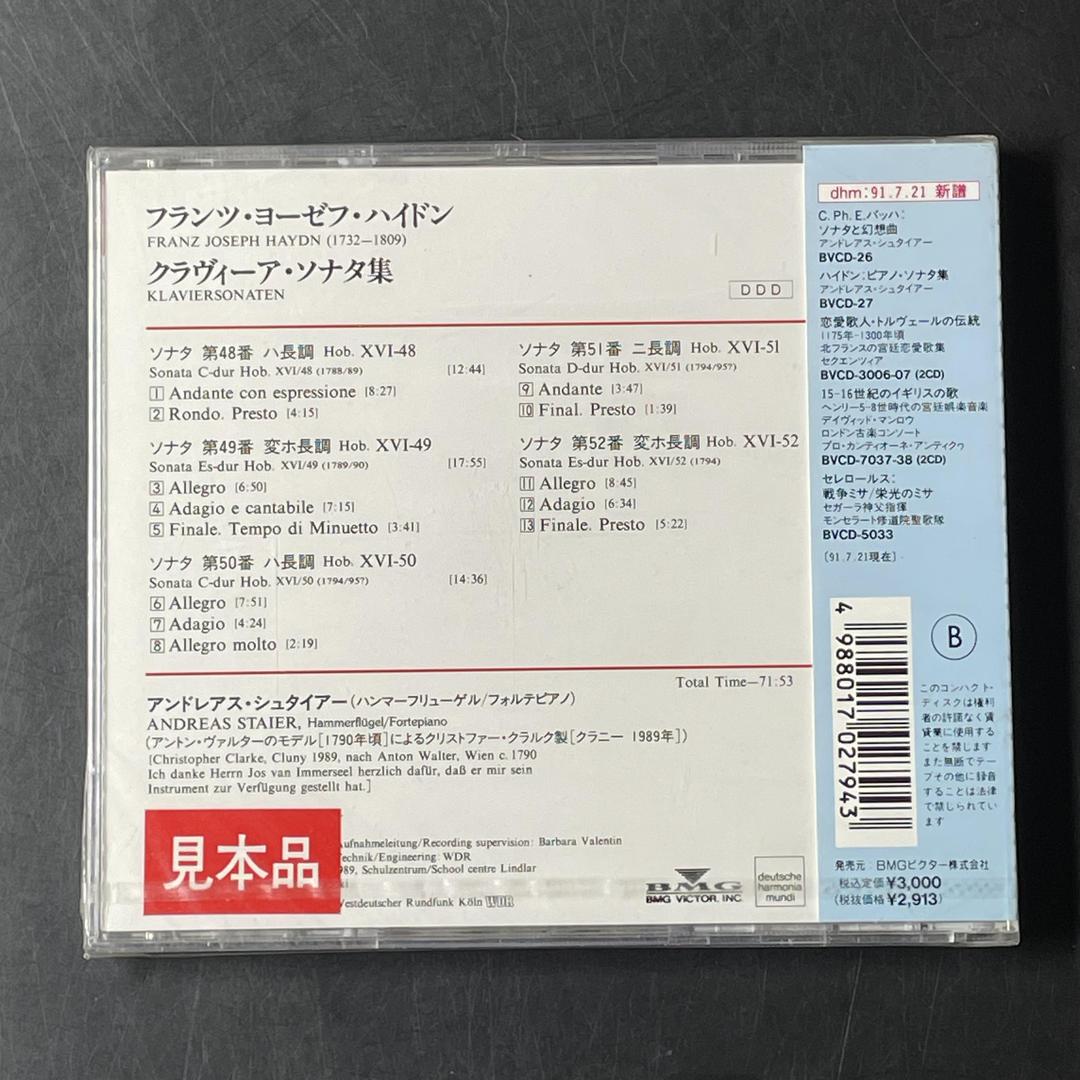 フランツ・ヨーゼフ・ハイドン
FRANZ JOSEPH HAYDN (1732—1809)
クラヴィーア・ソナタ集
KLAVIERSONATEN
DDD
ソナタ 第48番 ハ長調 Hob. XVI-48
Sonata C-dur Hob. XVI/48 (1788/89) [12:44]
1 Andante con espressione [8:27]
2 Rondo. Presto [4:15]
ソナタ 第49番 変ホ長調 Hob. XVI-49
Sonata Es-dur Hob. XVI/49 (1789/90) [17:55]
3 Allegro [6:50]
4 Adagio e cantabile [7:15]
5 Finale. Tempo di Minuetto [3:41]
ソナタ 第50番 ハ長調 Hob. XVI-50
Sonata C-dur Hob. XVI/50 (1794/95?) [14:36]
6 Allegro [7:51]
7 Adagio [4:24]
8 Allegro molto [2:19]
ソナタ 第51番 ニ長調 Hob. XVI-51
Sonata D-dur Hob. XVI/51 (1794/95?)
9 Andante [3:47]
10 Final. Presto [1:39]
ソナタ 第52番 変ホ長調 Hob. XVI-52
Sonata Es-dur Hob. XVI/52 (1794)
11 Allegro [8:45]
12 Adagio [6:34]
13 Finale. Presto [5:22]
Total Time—71:53
アンドレアス・シュタイアー(ハンマーフリューゲル/フォルテピアノ)
ANDREAS STAIER, Hammerflügel/Fortepiano
(アントン・ヴァルターのモデル[1790年頃]によるクリストファー・クラルク製[クラニー 1989年])
[Christopher Clarke, Cluny 1989, nach Anton Walter, Wien c. 1790
Ich danke Herrn Jos van Immerseel herzlich dafür, daß er mir sein
Instrument zur Verfügung gestellt hat.]
見本品
Aufnahmeleitung/Recording supervision: Barbara Valentin
Technik/Engineering: WDR
989, Schulzentrum/School centre Lindlar
ki
Westdeutscher Rundfunk Köln WDR
BMG
BMG VICTOR, INC.
deutsche
harmonia
mundi
dhm:91.7.21 新譜
C. Ph. E. バッハ:
ソナタと幻想曲
アンドレアス・シュタイアー
BVCD-26
ハイドン:ピアノ・ソナタ集
アンドレアス・シュタイアー
BVCD-27
恋愛歌人・トルヴェールの伝統
1175年-1300年頃
北フランスの宮廷恋愛歌集
セクエンツィア
BVCD-3006-07 (2CD)
15-16世紀のイギリスの歌
ヘンリー5-8世時代の宮廷娯楽音楽
デイヴィッド・マンロウ
ロンドン古楽コンソート
プロ・カンティオーネ・アンティクヮ
BVCD-7037-38 (2CD)
セレロールス:
戦争ミサ/栄光のミサ
セガーラ神父指揮
モンセラート修道院聖歌隊
BVCD-5033
[91.7.21現在]
4 988017 027943
B
このコンパクト・
ディスクは権利
者の許諾なく賃
貸業に使用する
ことを禁じます
また無断でテー
プその他に録音
することは法律
で禁じられてい
ます
発売元:BMGビクター株式会社
税込定価¥3,000
(税抜価格¥2,913)